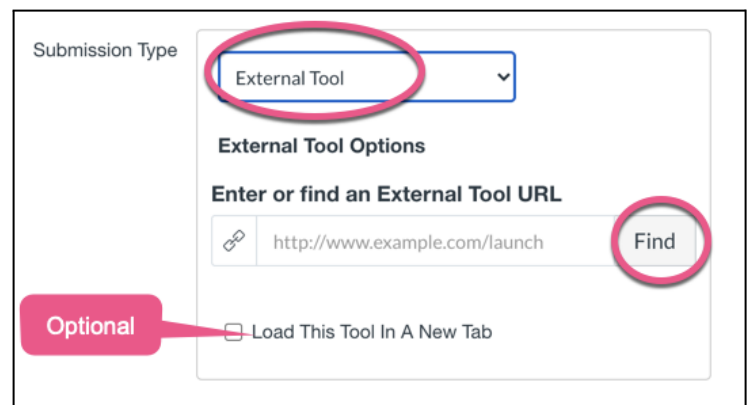 Submission Type
External Tool
External Tool Options
Enter or find an External Tool URL
http://www.example.com/launch Find
Optional
Load This Tool In A New Tab